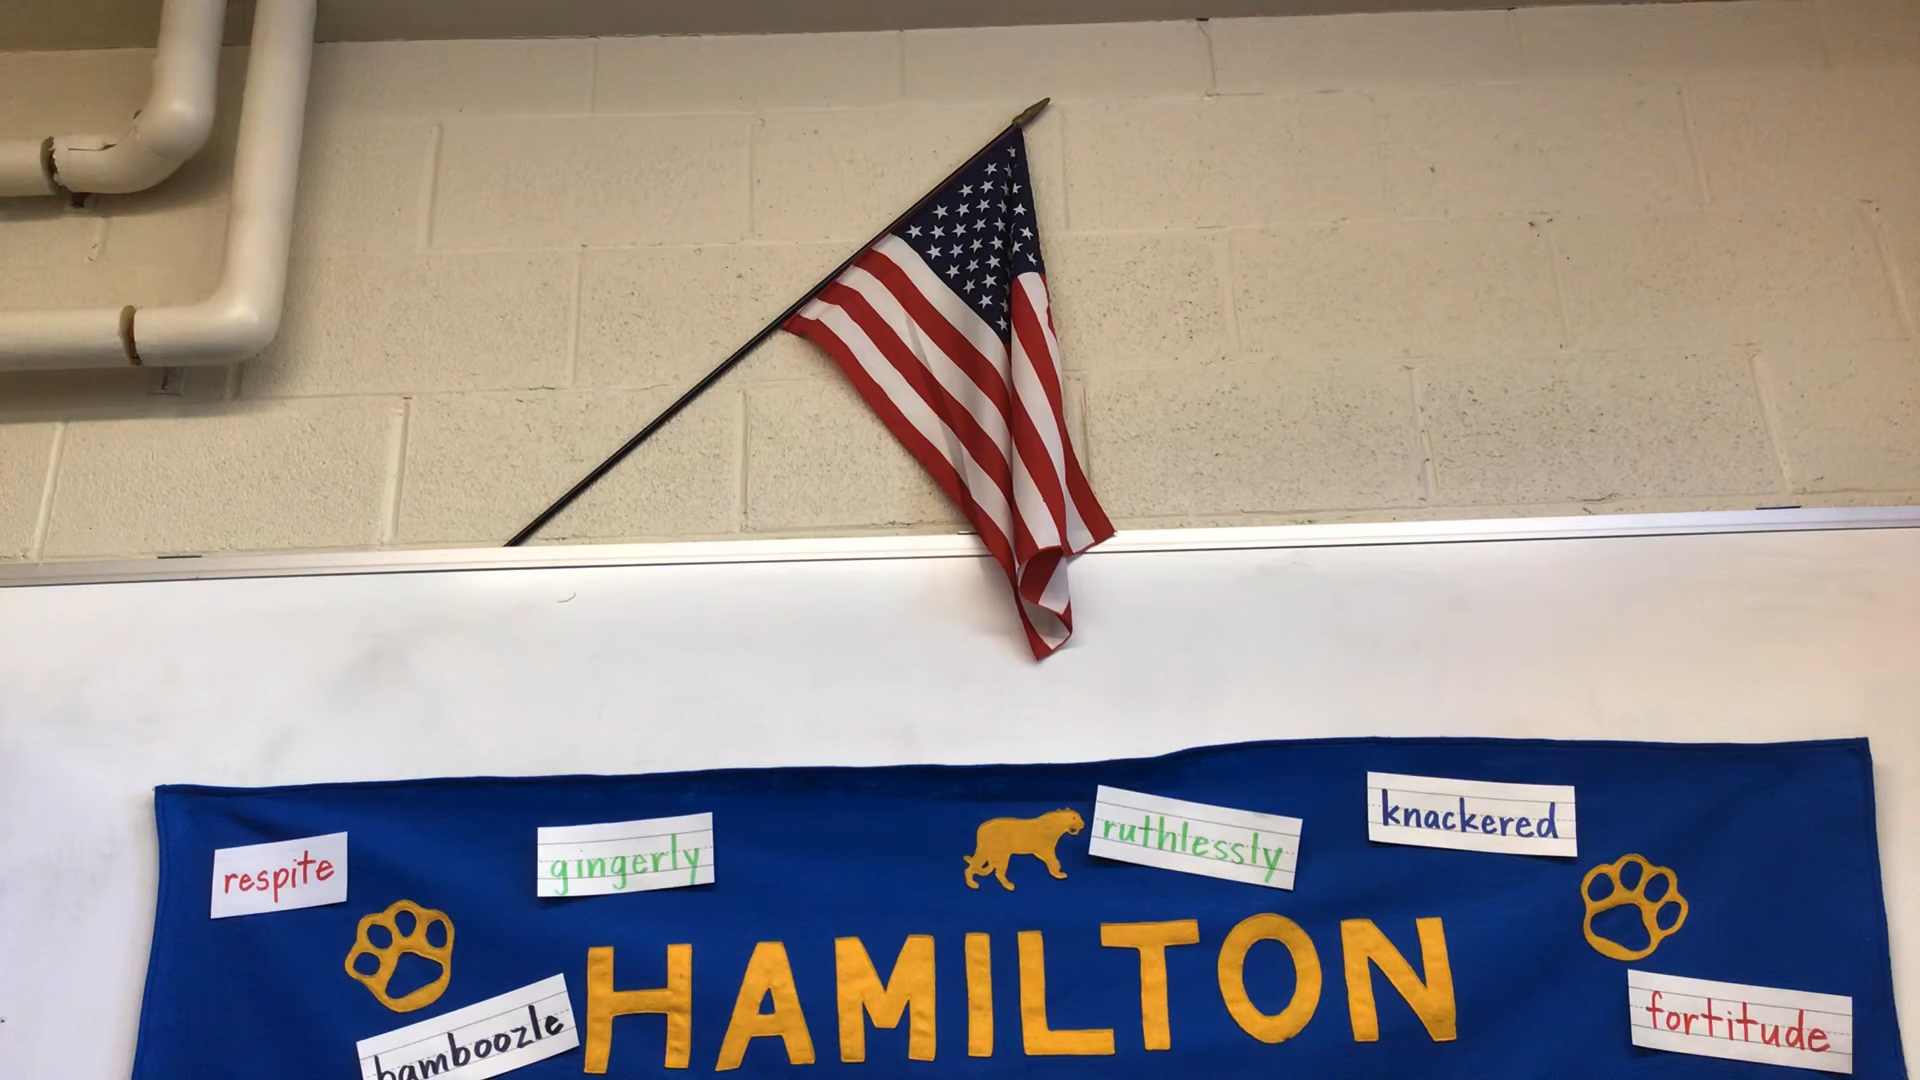 respite
gingerly
ruthlessly
knackered
HAMILTON
bamboozle
fortitude